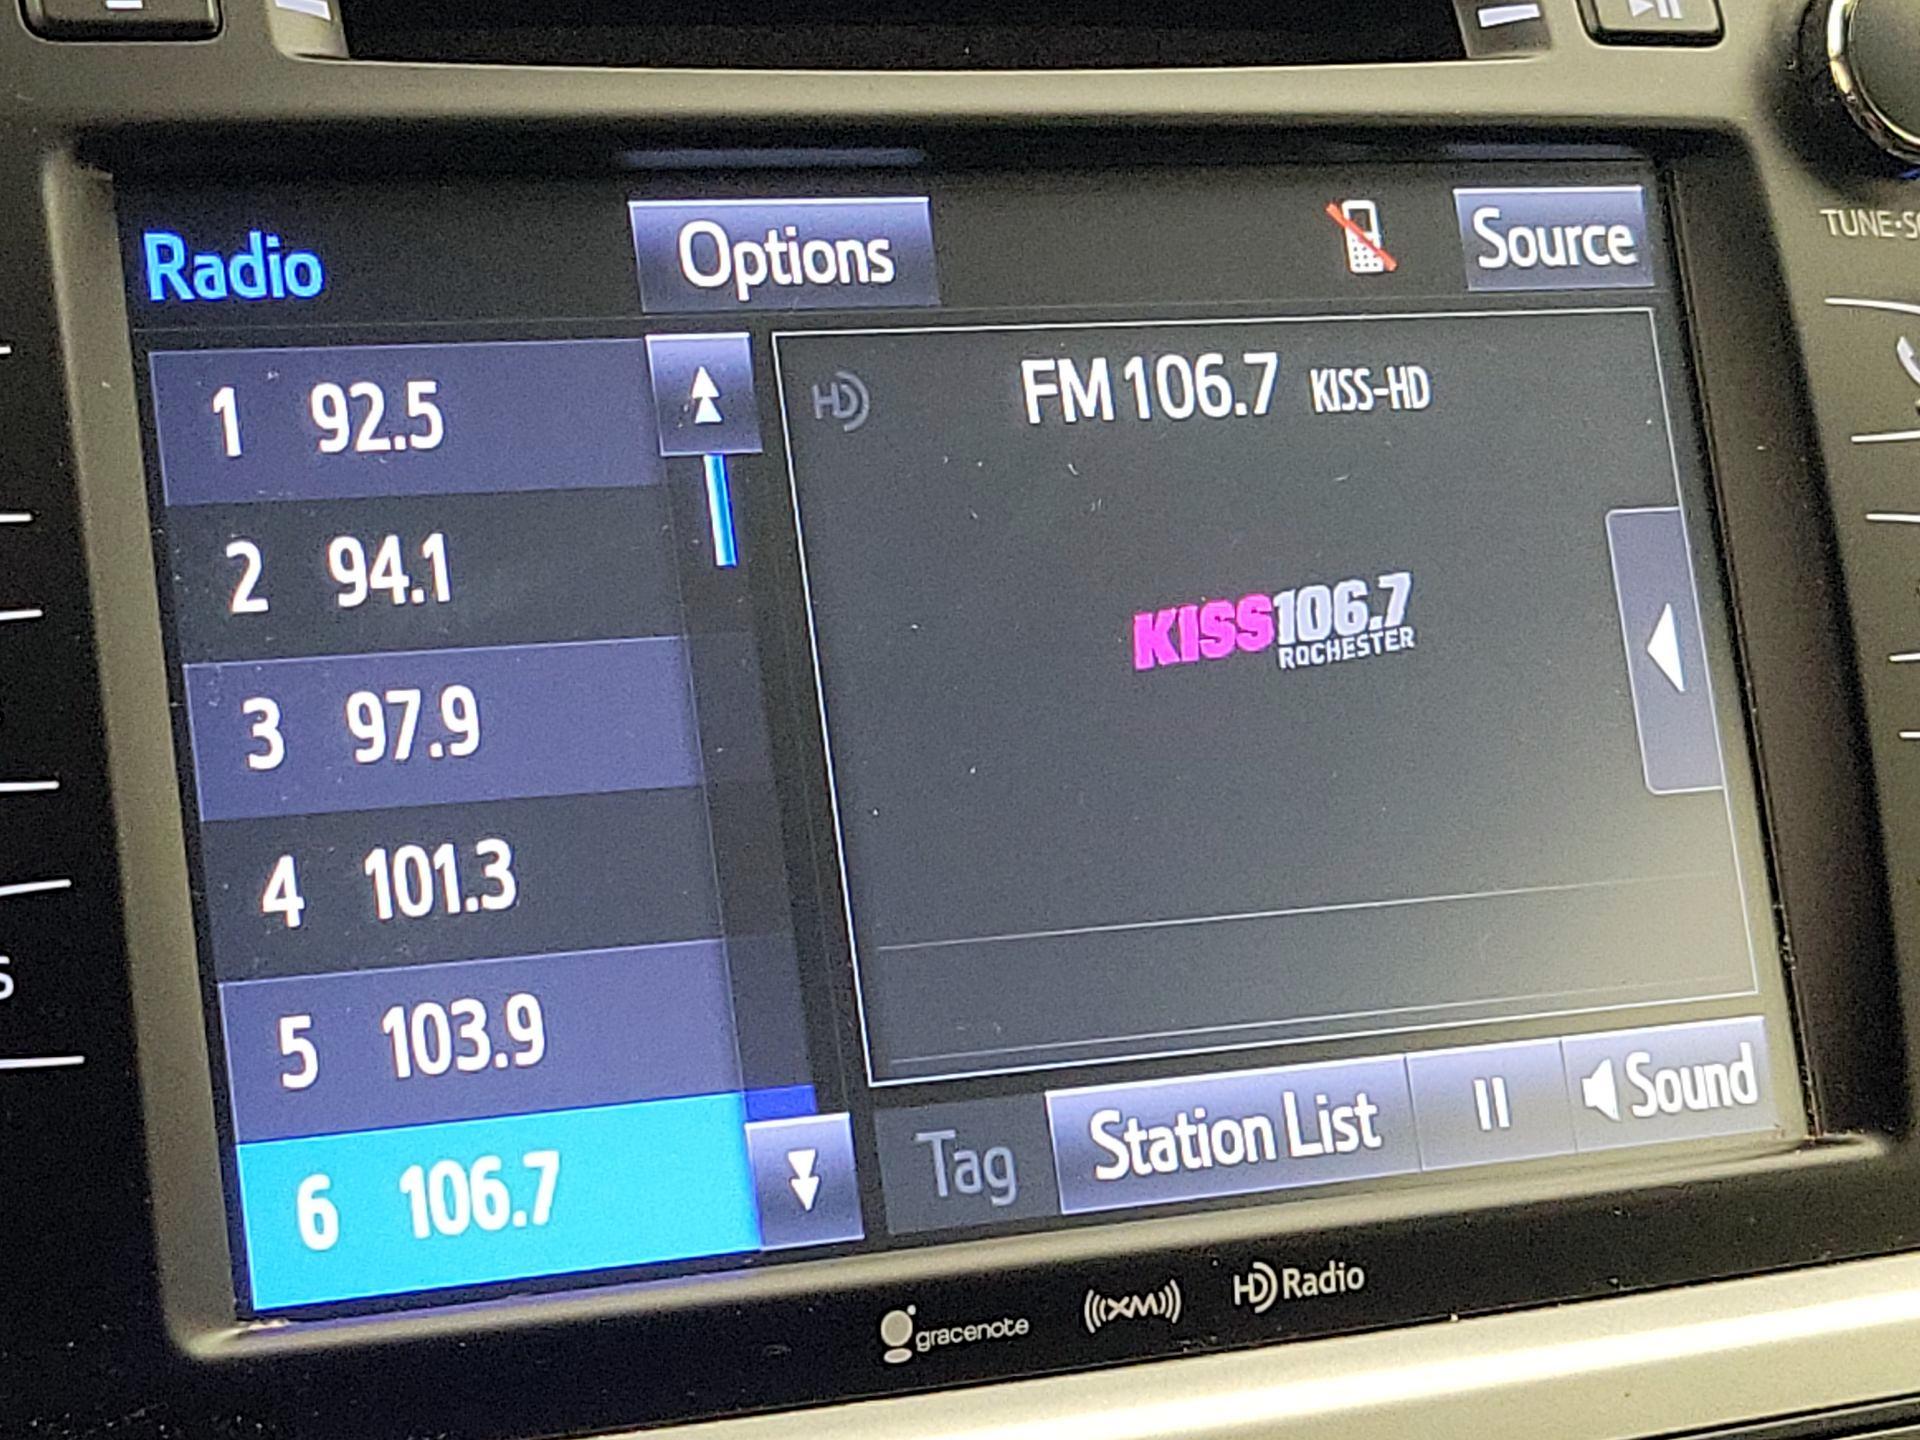 TUNE•S
Radio
Options
Source
1 92.5
2 94.1
3 97.9
4 101.3
5 103.9
6 106.7
HD
FM 106.7 KISS-HD
KISS 106.7
ROCHESTER
Tag
Station List
Sound
S
gracenote
((XM))
HD Radio